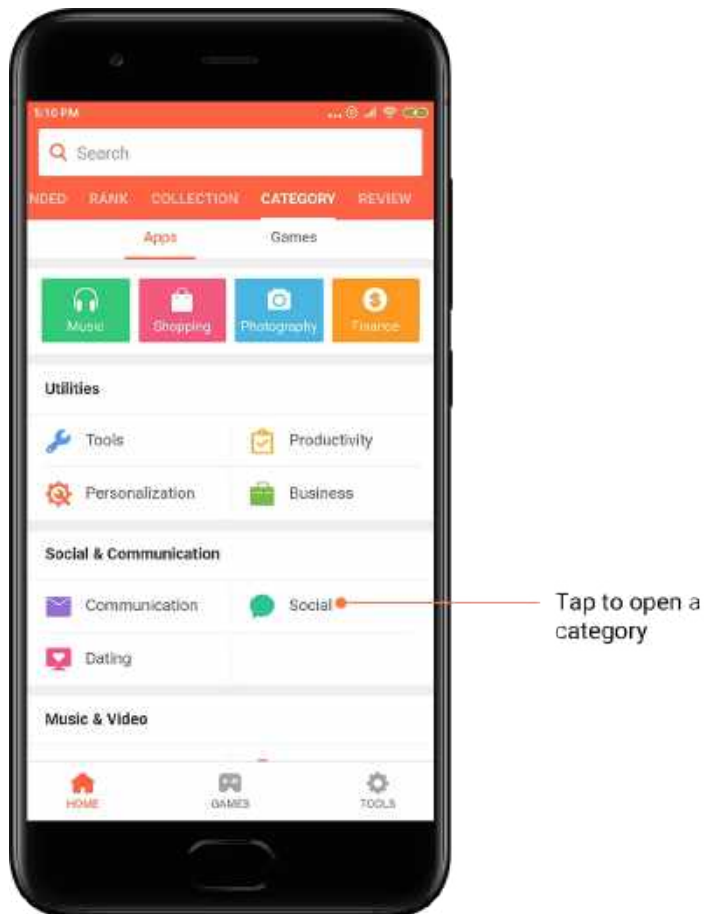 5:10 PM
Search
NDED RANK COLLECTION CATEGORY REVIEW
Apps Games
Music Shopping Photography Finance
Utilities
Tools Productivity
Personalization Business
Social & Communication
Communication Social
Tap to open a
category
Dating
Music & Video
HOME GAMES TOOLS